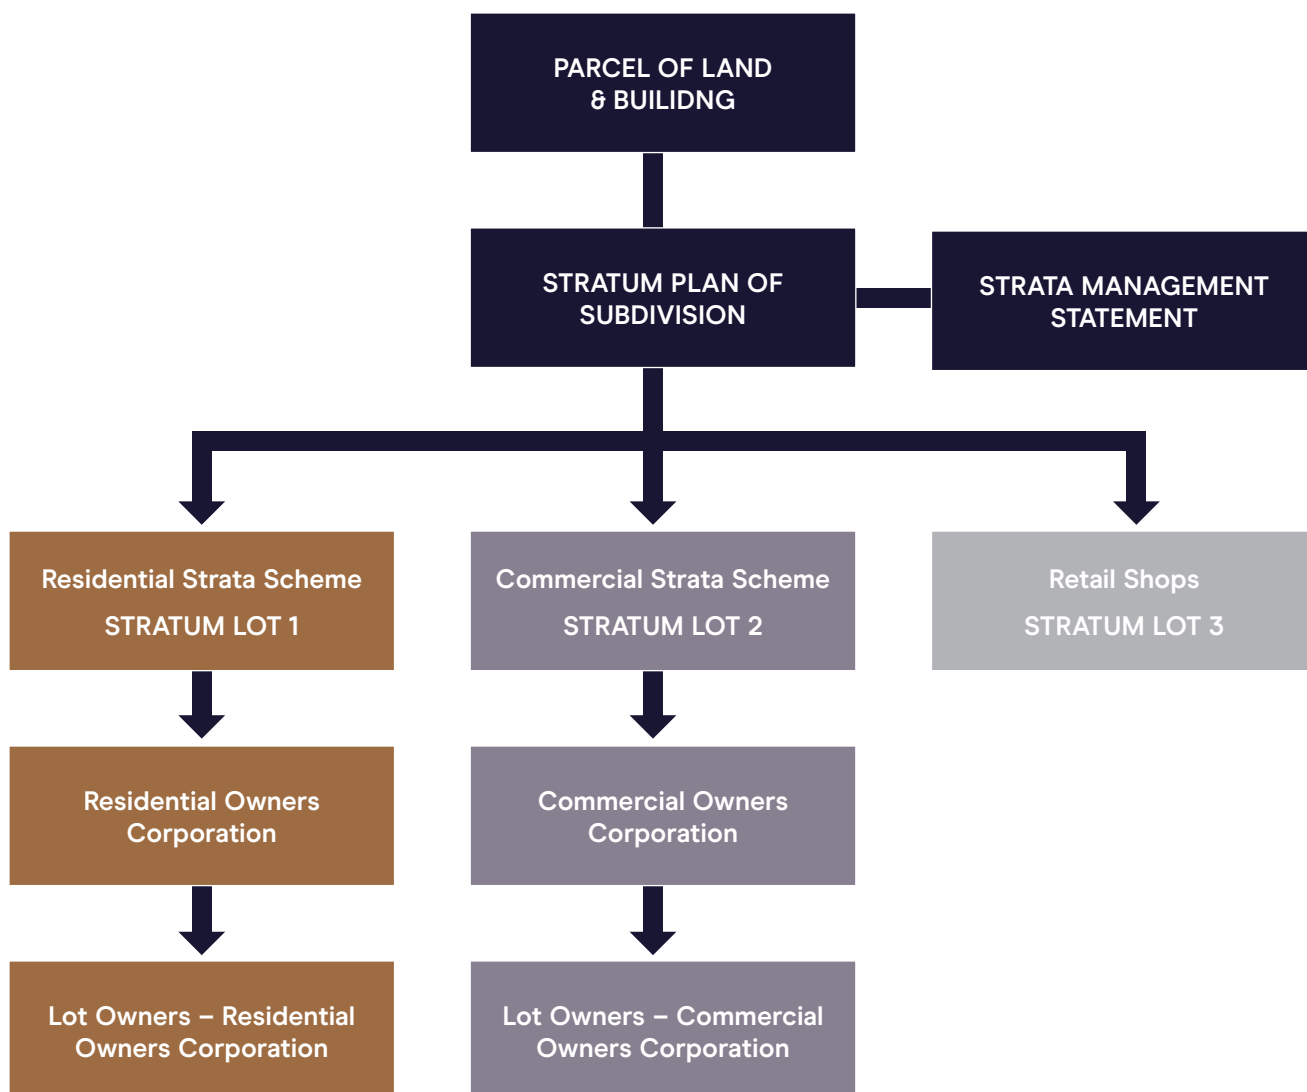 PARCEL OF LAND
& BUILIDNG
STRATUM PLAN OF
SUBDIVISION
STRATA MANAGEMENT
STATEMENT
Residential Strata Scheme
STRATUM LOT 1
Commercial Strata Scheme
STRATUM LOT 2
Retail Shops
STRATUM LOT 3
Residential Owners
Corporation
Commercial Owners
Corporation
Lot Owners – Residential
Owners Corporation
Lot Owners – Commercial
Owners Corporation